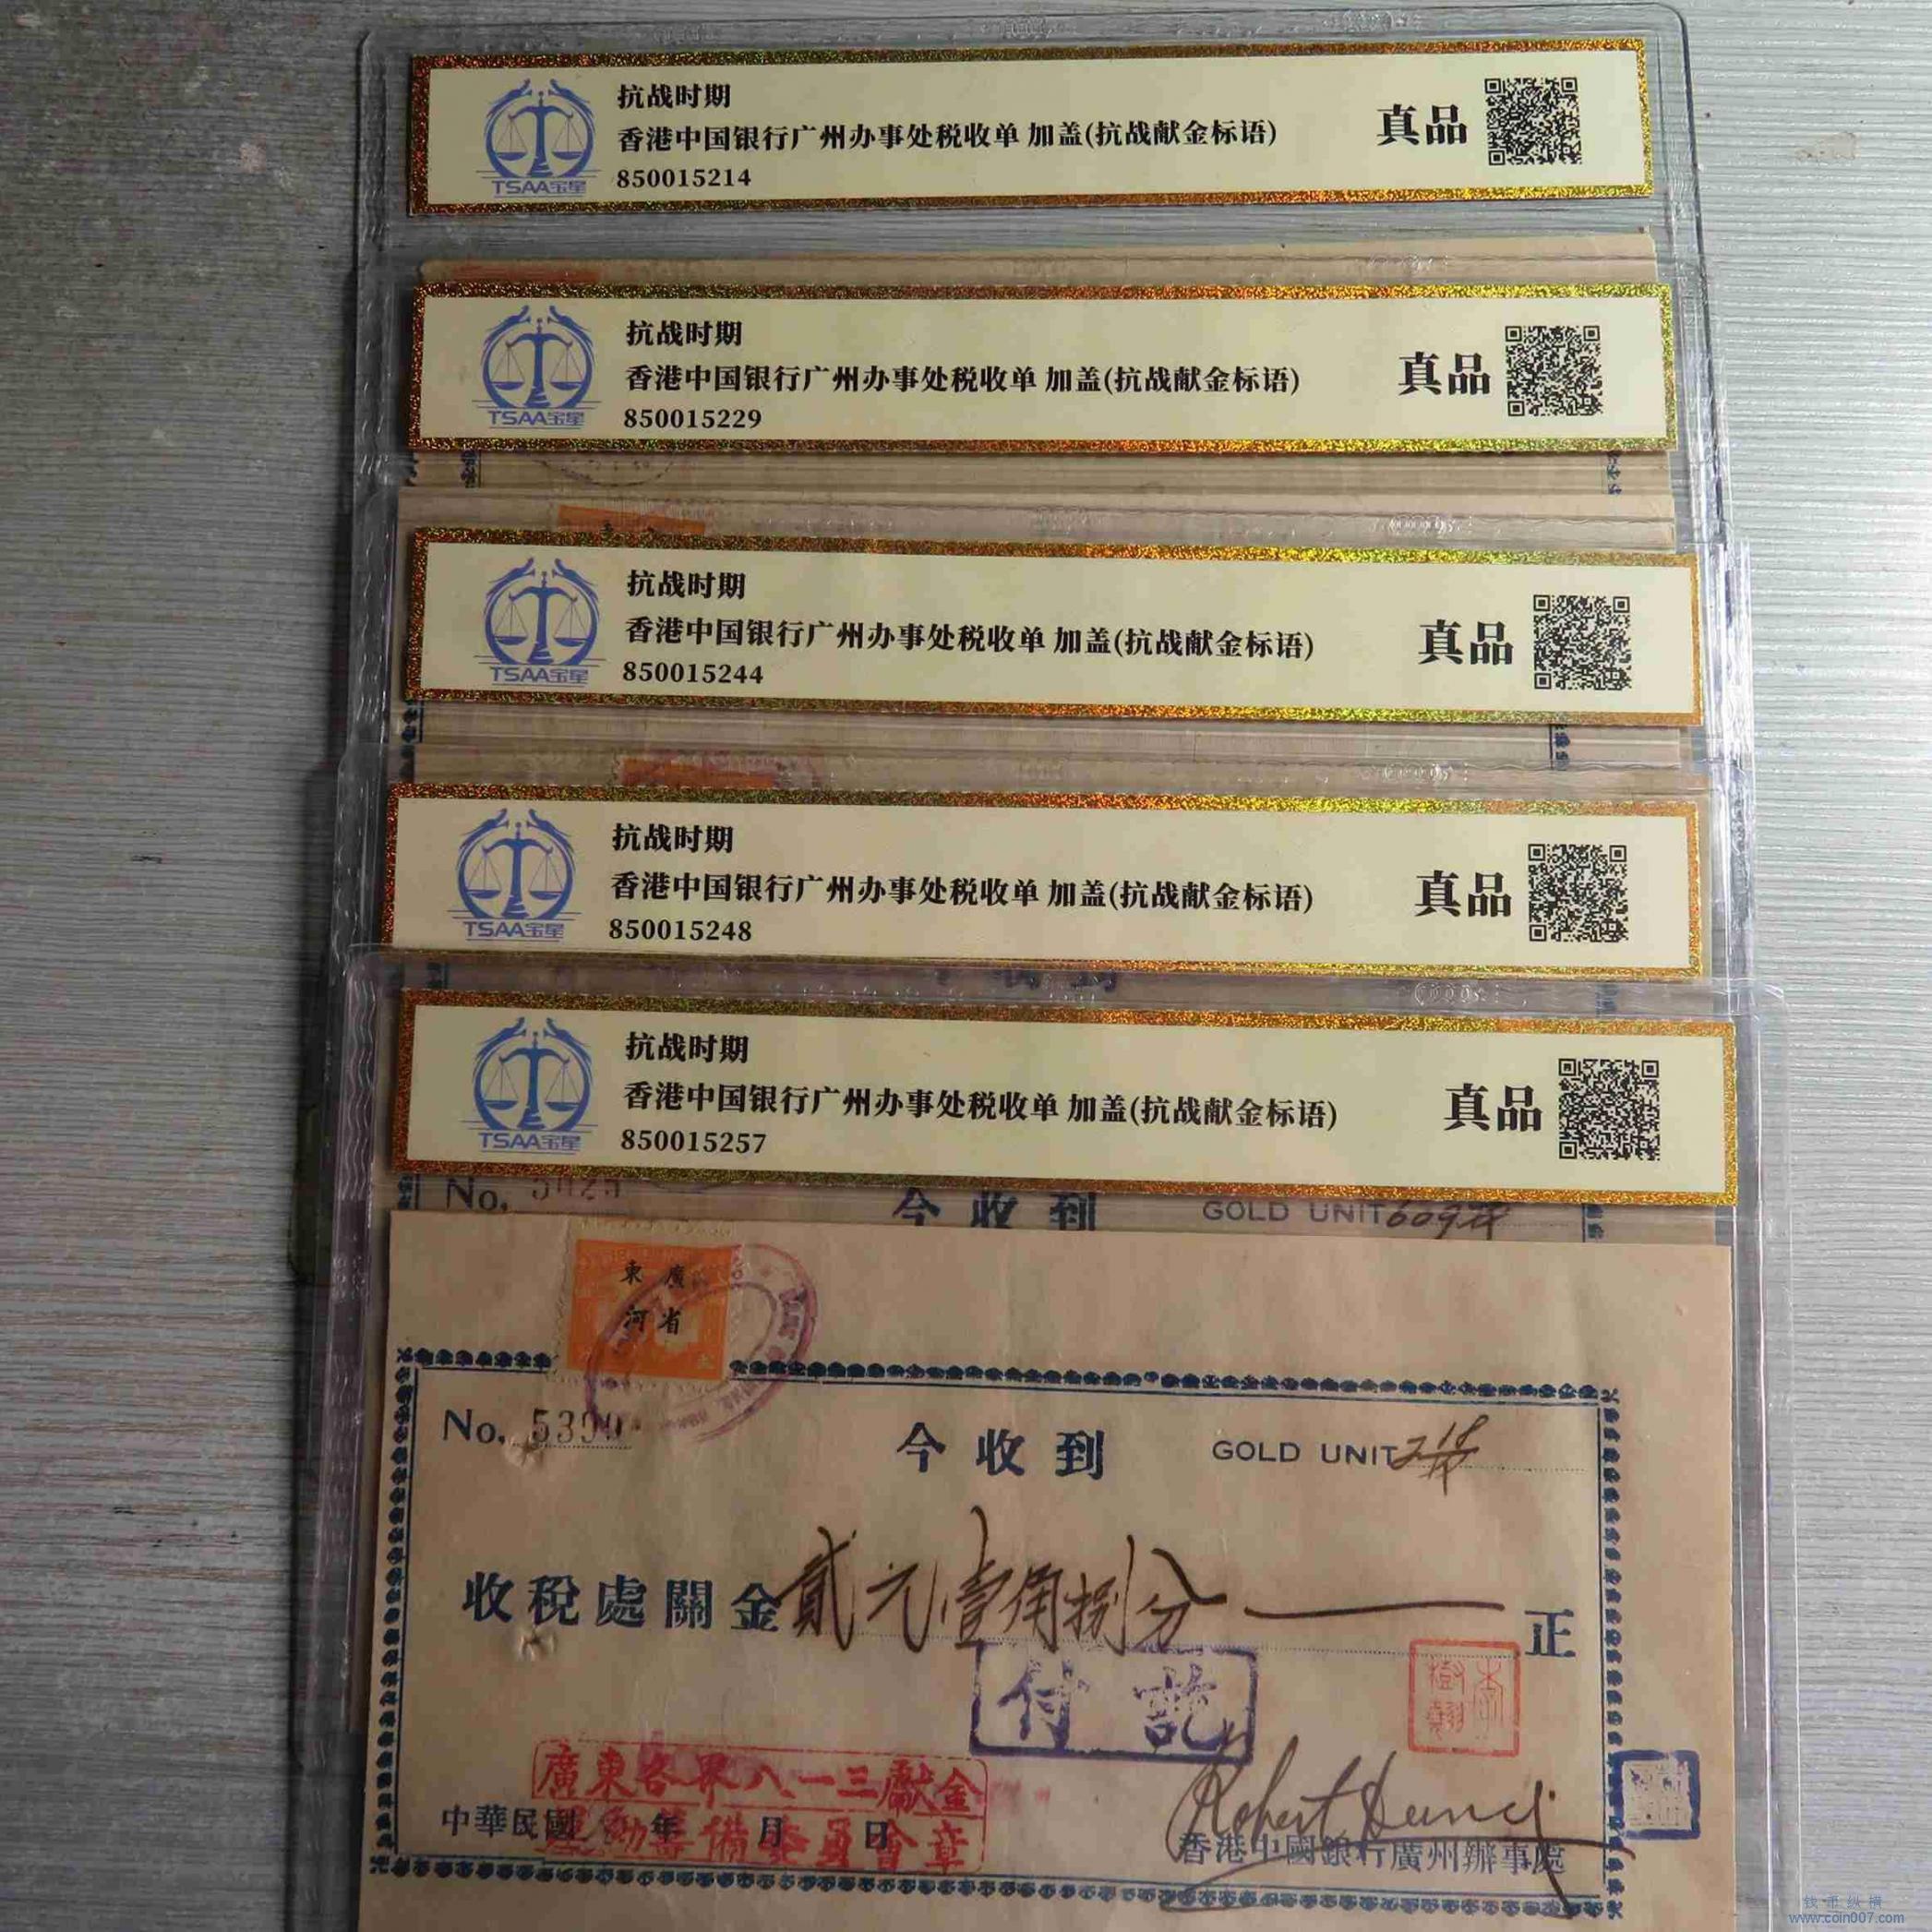 抗战时期
香港中国银行广州办事处税收单 加盖(抗战献金标语) 真品
850015214
TSAA宝星
抗战时期
香港中国银行广州办事处税收单 加盖(抗战献金标语) 真品
850015229
TSAA宝星
抗战时期
香港中国银行广州办事处税收单 加盖(抗战献金标语) 真品
850015244
TSAA宝星
抗战时期
香港中国银行广州办事处税收单 加盖(抗战献金标语) 真品
850015248
TSAA宝星
抗战时期
香港中国银行广州办事处税收单 加盖(抗战献金标语) 真品
850015257
TSAA宝星
No. 今收到 GOLD UNIT
東廣
河省
No. 今收到 GOLD UNIT
收稅處關金貳元壹角捌分 正
付訖
廣東各界八一三獻金
運動籌備委員會章
中華民國 年 月 日
香港中國銀行廣州辦事處
钱币纵横
www.coin007.com